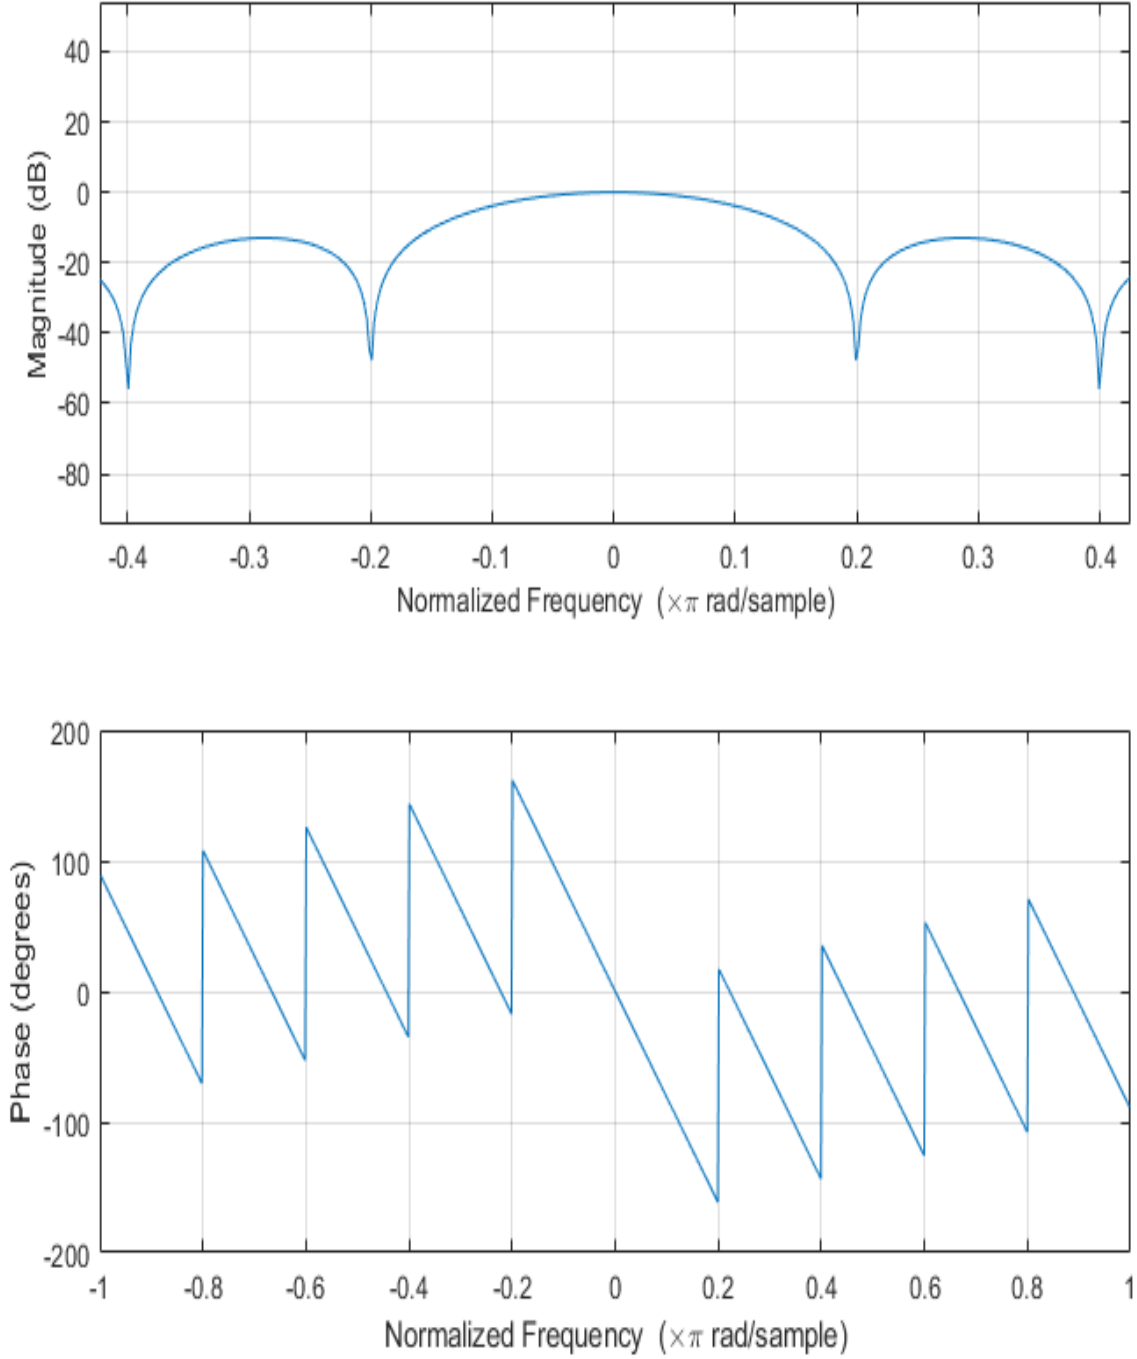 40
20
0
-20
-40
-60
-80
Magnitude (dB)
-0.4 -0.3 -0.2 -0.1 0 0.1 0.2 0.3 0.4
Normalized Frequency (×π rad/sample)
200
100
0
-100
-200
Phase (degrees)
-1 -0.8 -0.6 -0.4 -0.2 0 0.2 0.4 0.6 0.8 1
Normalized Frequency (×π rad/sample)